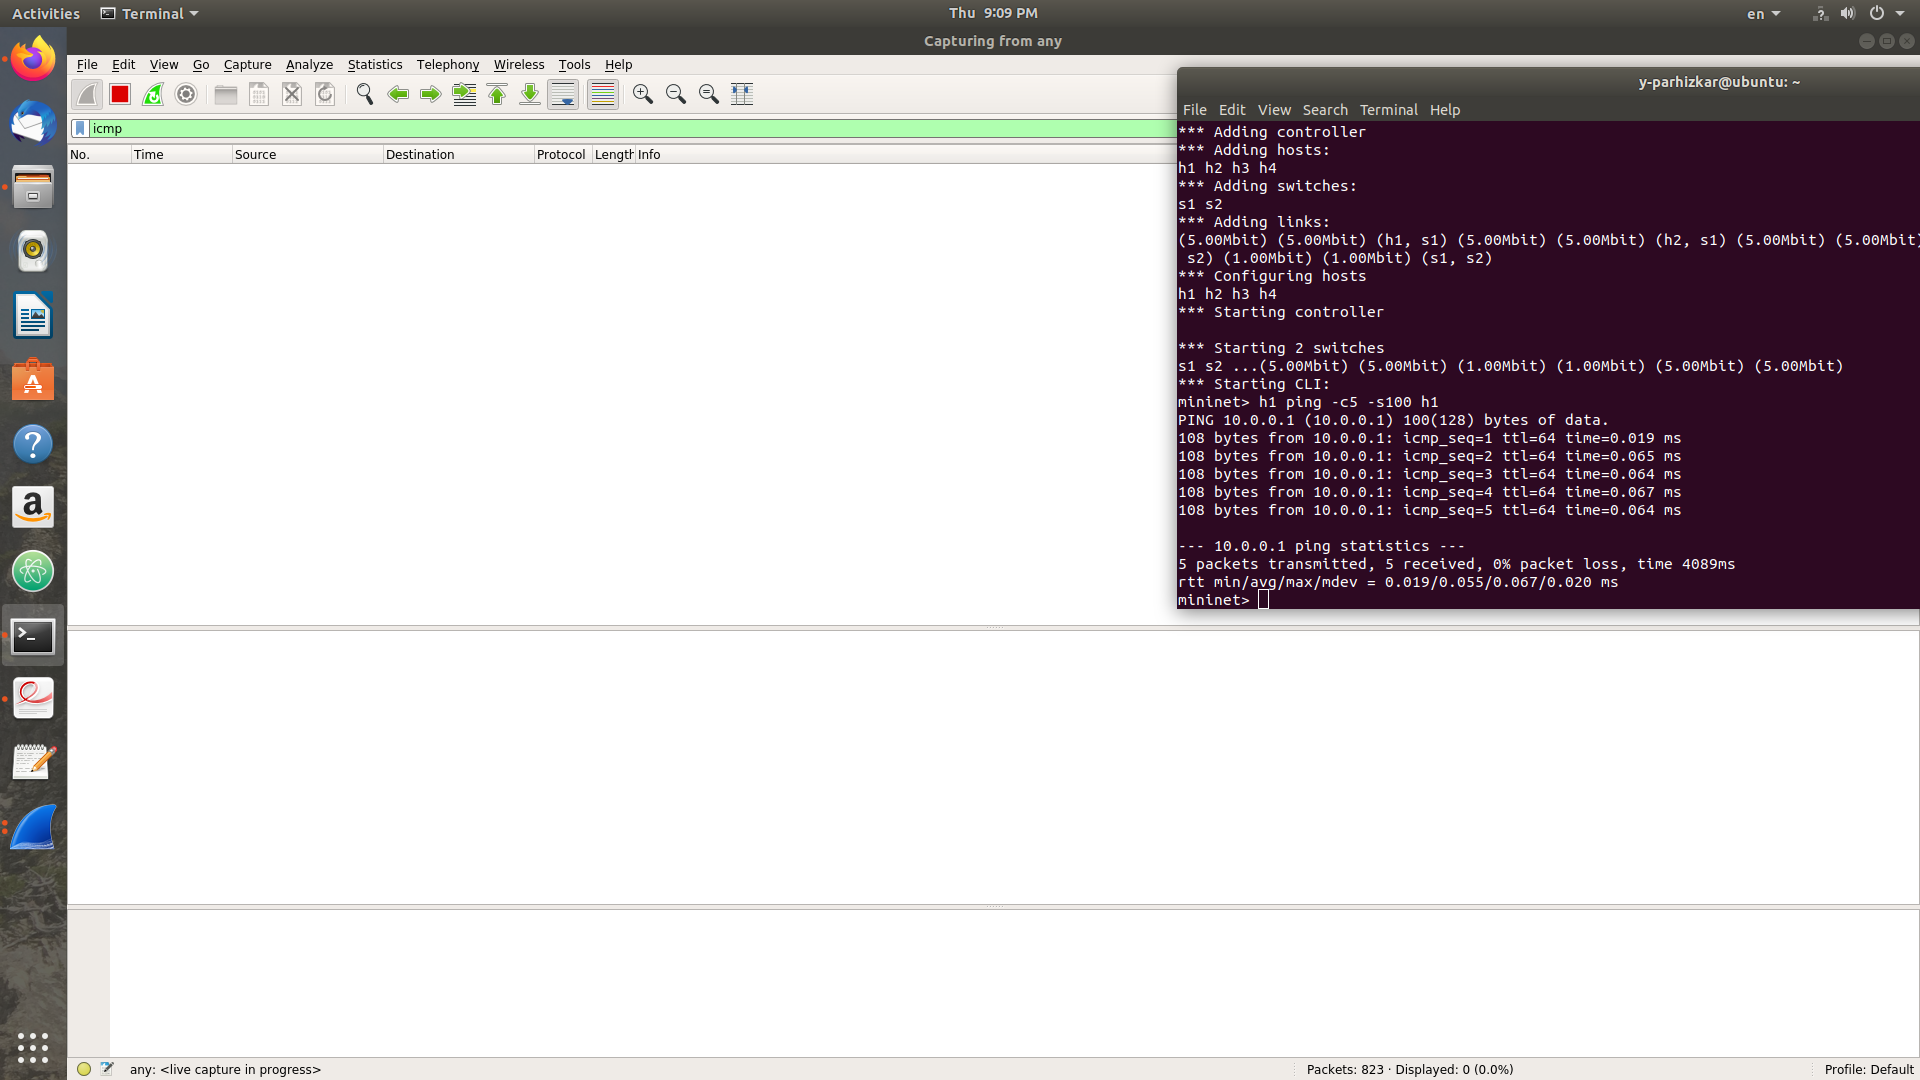 Activities
Terminal
Thu 9:09 PM
en
Capturing from any
File Edit View Go Capture Analyze Statistics Telephony Wireless Tools Help
icmp
No. Time Source Destination Protocol Length Info
y-parhizkar@ubuntu: ~
File Edit View Search Terminal Help
*** Adding controller
*** Adding hosts:
h1 h2 h3 h4
*** Adding switches:
s1 s2
*** Adding links:
(5.00Mbit) (5.00Mbit) (h1, s1) (5.00Mbit) (5.00Mbit) (h2, s1) (5.00Mbit) (5.00Mbit)
s2) (1.00Mbit) (1.00Mbit) (s1, s2)
*** Configuring hosts
h1 h2 h3 h4
*** Starting controller
*** Starting 2 switches
s1 s2 ...(5.00Mbit) (5.00Mbit) (1.00Mbit) (1.00Mbit) (5.00Mbit) (5.00Mbit)
*** Starting CLI:
mininet> h1 ping -c5 -s100 h1
PING 10.0.0.1 (10.0.0.1) 100(128) bytes of data.
108 bytes from 10.0.0.1: icmp_seq=1 ttl=64 time=0.019 ms
108 bytes from 10.0.0.1: icmp_seq=2 ttl=64 time=0.065 ms
108 bytes from 10.0.0.1: icmp_seq=3 ttl=64 time=0.064 ms
108 bytes from 10.0.0.1: icmp_seq=4 ttl=64 time=0.067 ms
108 bytes from 10.0.0.1: icmp_seq=5 ttl=64 time=0.064 ms
--- 10.0.0.1 ping statistics ---
5 packets transmitted, 5 received, 0% packet loss, time 4089ms
rtt min/avg/max/mdev = 0.019/0.055/0.067/0.020 ms
mininet>
any: <live capture in progress>
Packets: 823 · Displayed: 0 (0.0%)
Profile: Default